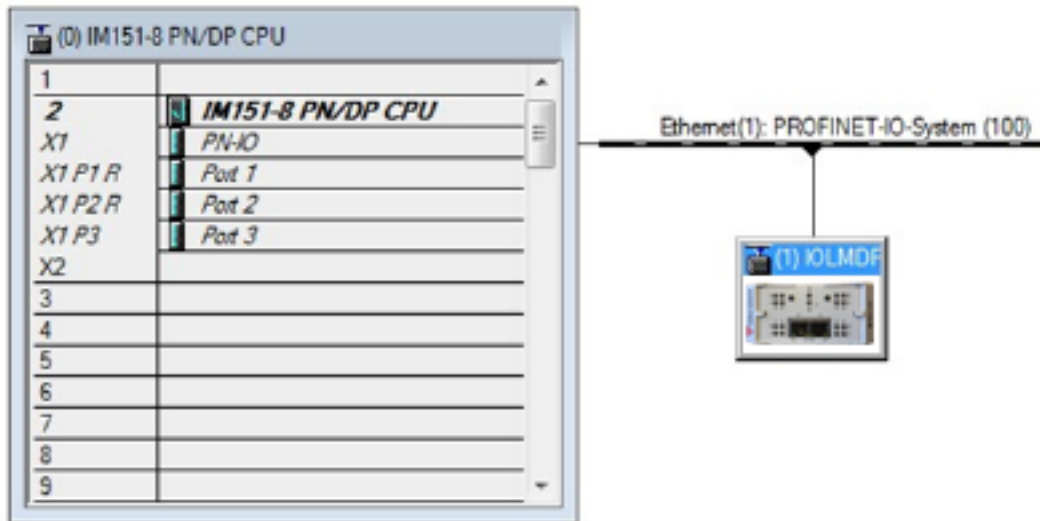 (0) IM151-8 PN/DP CPU
1
2 IM151-8 PN/DP CPU
X1 PN-IO
X1 P1 R Port 1
X1 P2 R Port 2
X1 P3 Port 3
X2
3
4
5
6
7
8
9
Ethernet(1): PROFINET-IO-System (100)
(1) IOLMDF